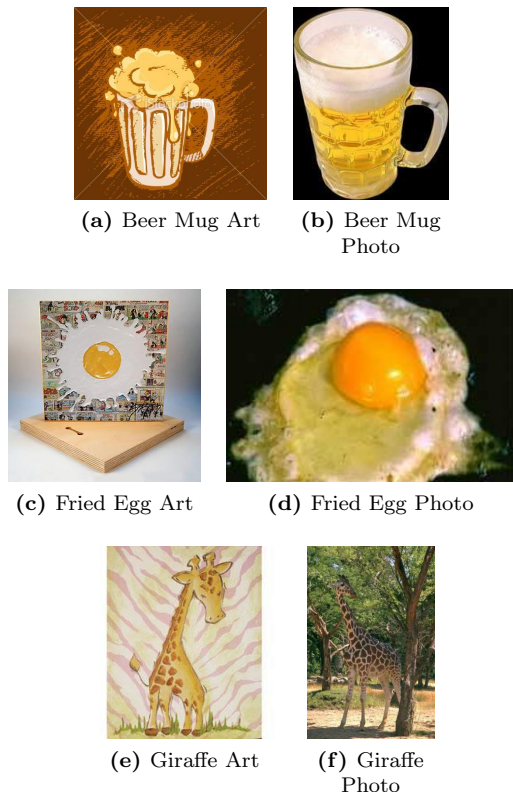 (a) Beer Mug Art
(b) Beer Mug
Photo
(c) Fried Egg Art
(d) Fried Egg Photo
(e) Giraffe Art
(f) Giraffe
Photo